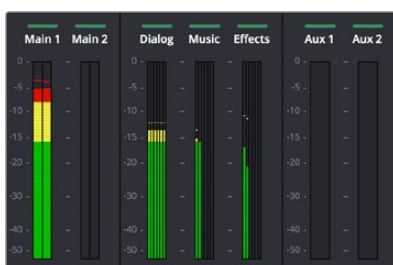 Main 1 Main 2 Dialog Music Effects Aux 1 Aux 2
0 - - 0 - - - 0 - -
-5 - - -5 - - - -5 - -
-10 - - -10 - - - -10 - -
-15 - - -15 - - - -15 - -
-20 - - -20 - - - -20 - -
-30 - - -30 - - - -30 - -
-40 - - -40 - - - -40 - -
-50 - - -50 - - - -50 - -